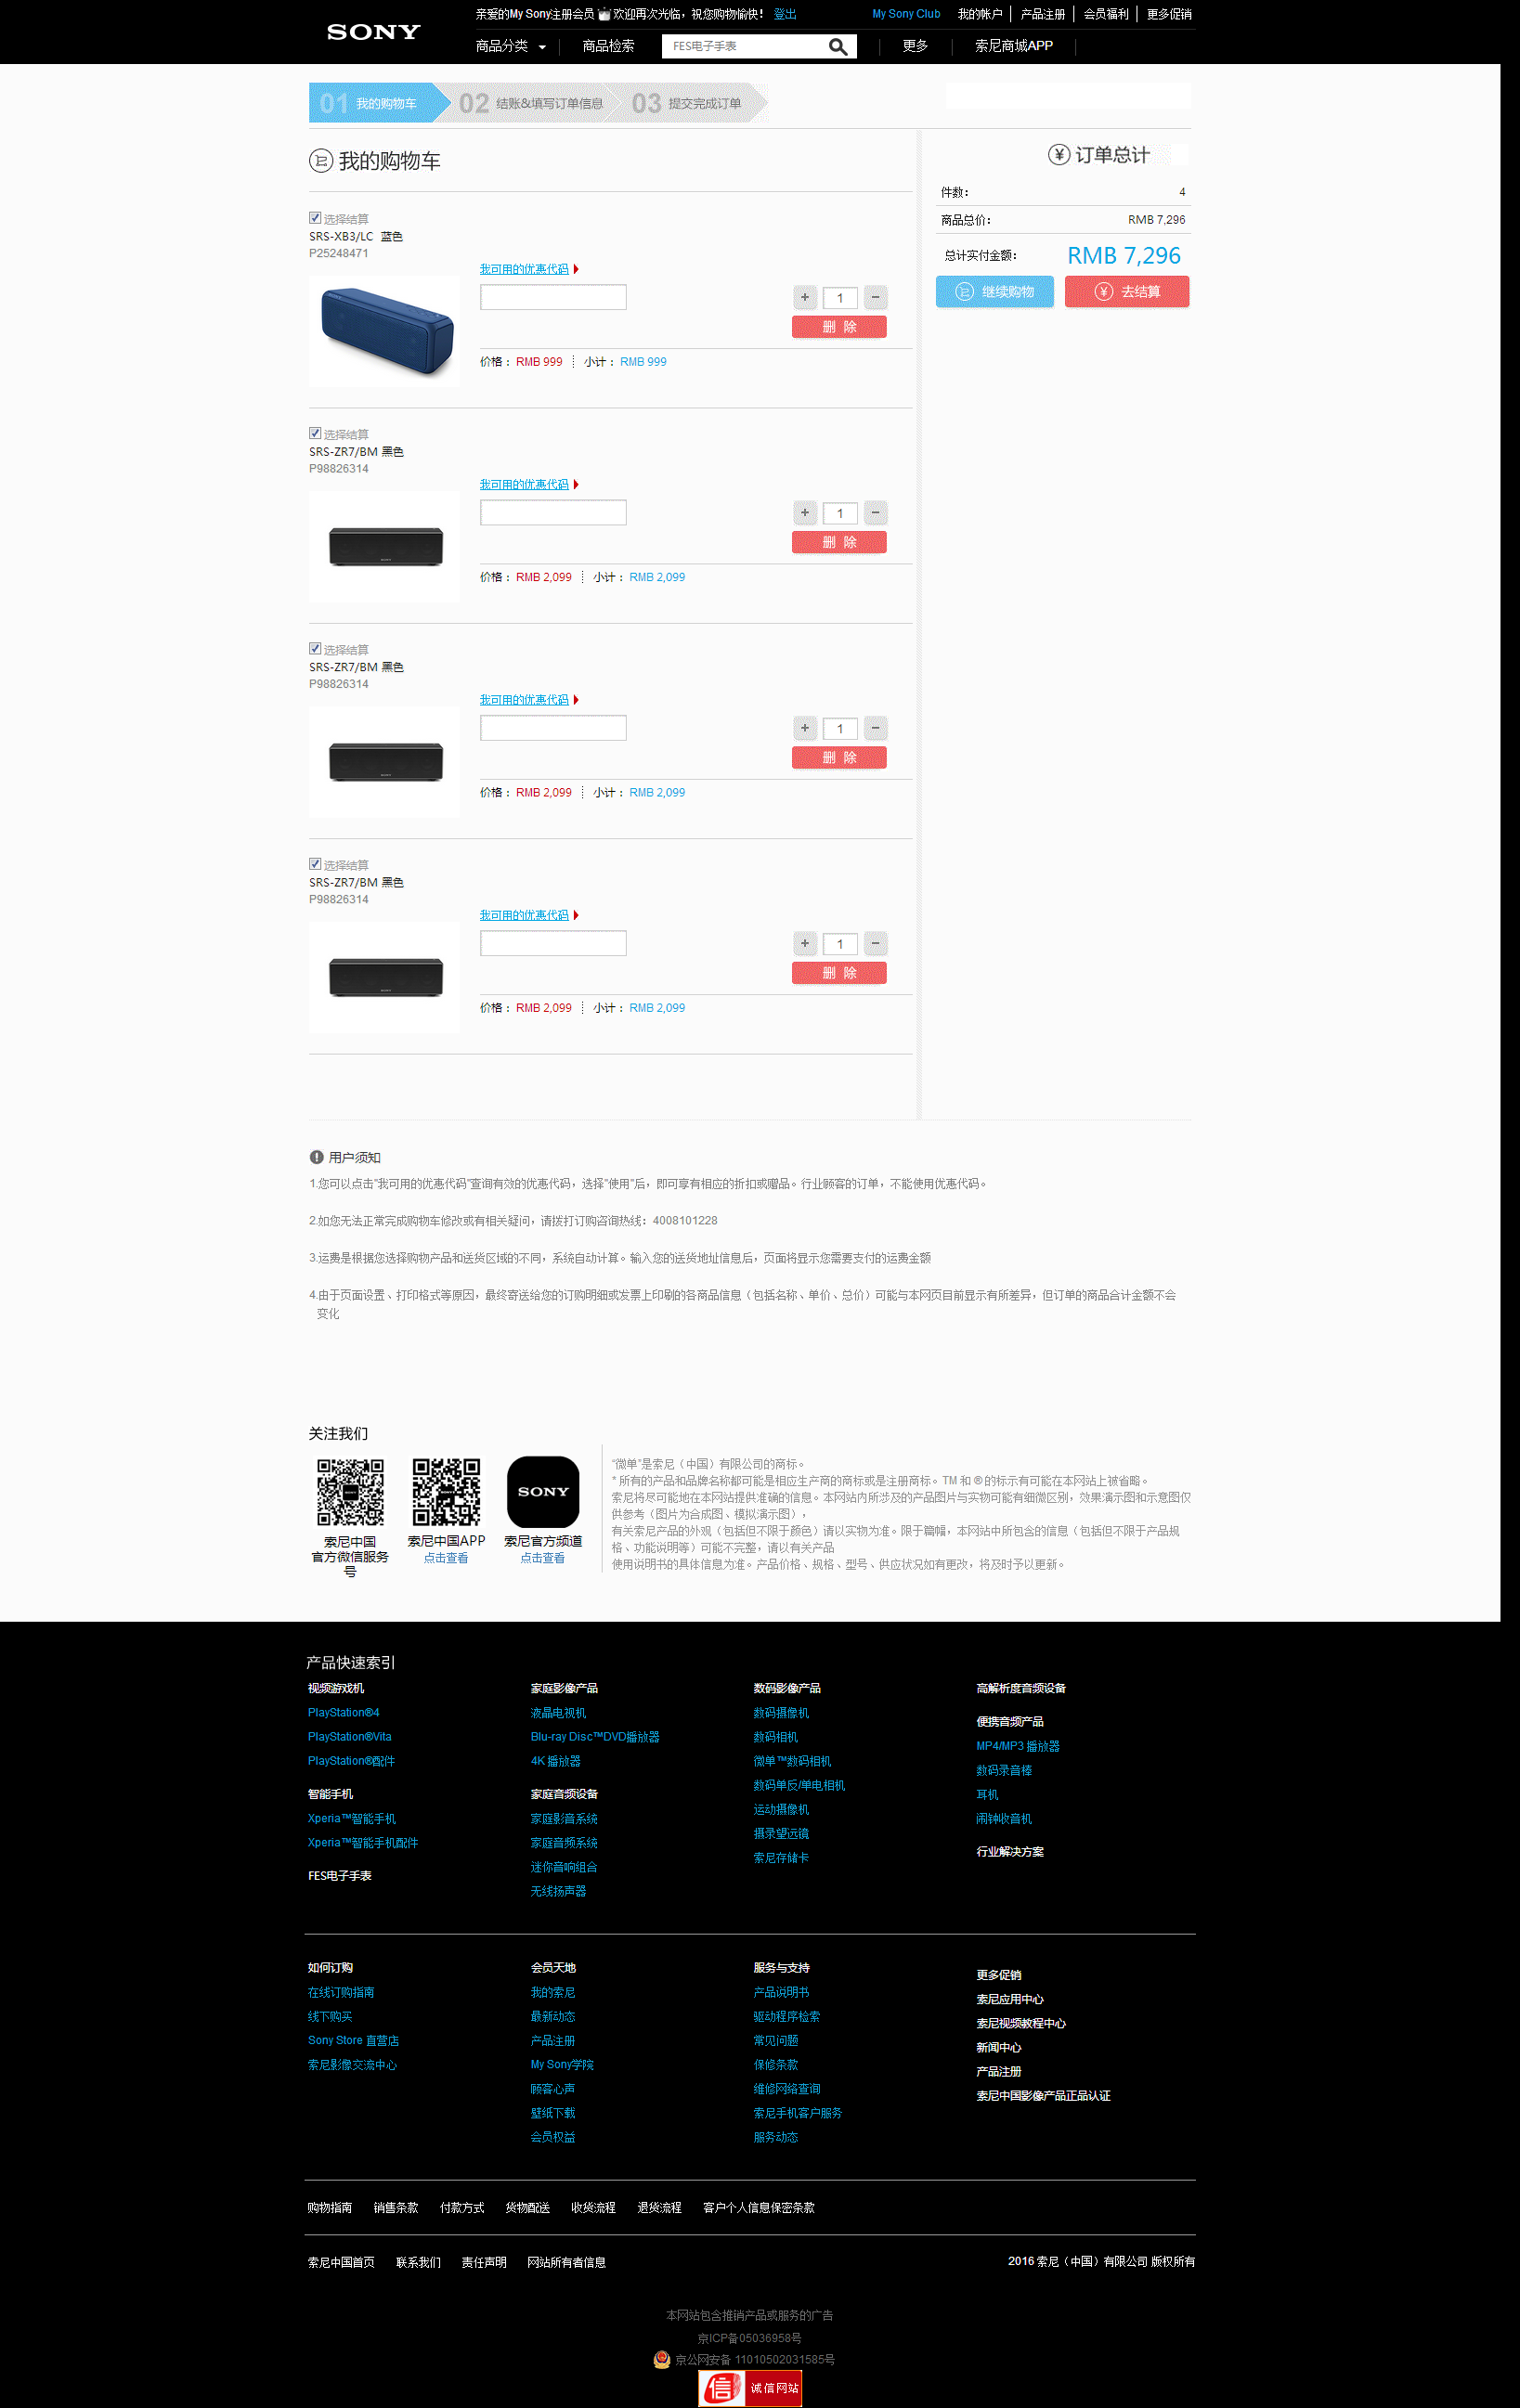 亲爱的My Sony注册会员 欢迎再次光临，祝您购物愉快！ 登出
My Sony Club 我的帐户 产品注册 会员福利 更多促销
SONY
商品分类 商品检索 FES电子手表 更多 索尼商城APP
01 我的购物车 02 结账&填写订单信息 03 提交完成订单
我的购物车
选择结算
SRS-XB3/LC 蓝色
P25248471
我可用的优惠代码
+ 1 −
删 除
价格： RMB 999 小计： RMB 999
选择结算
SRS-ZR7/BM 黑色
P98826314
我可用的优惠代码
+ 1 −
删 除
价格： RMB 2,099 小计： RMB 2,099
选择结算
SRS-ZR7/BM 黑色
P98826314
我可用的优惠代码
+ 1 −
删 除
价格： RMB 2,099 小计： RMB 2,099
选择结算
SRS-ZR7/BM 黑色
P98826314
我可用的优惠代码
+ 1 −
删 除
价格： RMB 2,099 小计： RMB 2,099
¥ 订单总计
件数： 4
商品总价： RMB 7,296
总计实付金额： RMB 7,296
继续购物 ¥ 去结算
用户须知
1.您可以点击"我可用的优惠代码"查询有效的优惠代码，选择"使用"后，即可享有相应的折扣或赠品。行业顾客的订单，不能使用优惠代码。
2.如您无法正常完成购物车修改或有相关疑问，请拨打订购咨询热线：4008101228
3.运费是根据您选择购物产品和送货区域的不同，系统自动计算。输入您的送货地址信息后，页面将显示您需要支付的运费金额
4.由于页面设置、打印格式等原因，最终寄送给您的订购明细或发票上印刷的各商品信息（包括名称、单价、总价）可能与本网页目前显示有所差异，但订单的商品合计金额不会
变化
关注我们
索尼中国
官方微信服务
号
索尼中国APP
点击查看
SONY
索尼官方频道
点击查看
“微单”是索尼（中国）有限公司的商标。
* 所有的产品和品牌名称都可能是相应生产商的商标或是注册商标。TM 和 ® 的标示有可能在本网站上被省略。
索尼将尽可能地在本网站提供准确的信息。本网站内所涉及的产品图片与实物可能有细微区别，效果演示图和示意图仅
供参考（图片为合成图、模拟演示图），
有关索尼产品的外观（包括但不限于颜色）请以实物为准。限于篇幅，本网站中所包含的信息（包括但不限于产品规
格、功能说明等）可能不完整，请以有关产品
使用说明书的具体信息为准。产品价格、规格、型号、供应状况如有更改，将及时予以更新。
产品快速索引
视频游戏机
PlayStation®4
PlayStation®Vita
PlayStation®配件
智能手机
Xperia™智能手机
Xperia™智能手机配件
FES电子手表
家庭影像产品
液晶电视机
Blu-ray Disc™DVD播放器
4K 播放器
家庭音频设备
家庭影音系统
家庭音频系统
迷你音响组合
无线扬声器
数码影像产品
数码摄像机
数码相机
微单™数码相机
数码单反/单电相机
运动摄像机
摄录望远镜
索尼存储卡
高解析度音频设备
便携音频产品
MP4/MP3 播放器
数码录音棒
耳机
闹钟收音机
行业解决方案
如何订购
在线订购指南
线下购买
Sony Store 直营店
索尼影像交流中心
会员天地
我的索尼
最新动态
产品注册
My Sony学院
顾客心声
壁纸下载
会员权益
服务与支持
产品说明书
驱动程序检索
常见问题
保修条款
维修网络查询
索尼手机客户服务
服务动态
更多促销
索尼应用中心
索尼视频教程中心
新闻中心
产品注册
索尼中国影像产品正品认证
购物指南 销售条款 付款方式 货物配送 收货流程 退货流程 客户个人信息保密条款
索尼中国首页 联系我们 责任声明 网站所有者信息 2016 索尼（中国）有限公司 版权所有
本网站包含推销产品或服务的广告
京ICP备05036958号
京公网安备 11010502031585号
信 诚信网站